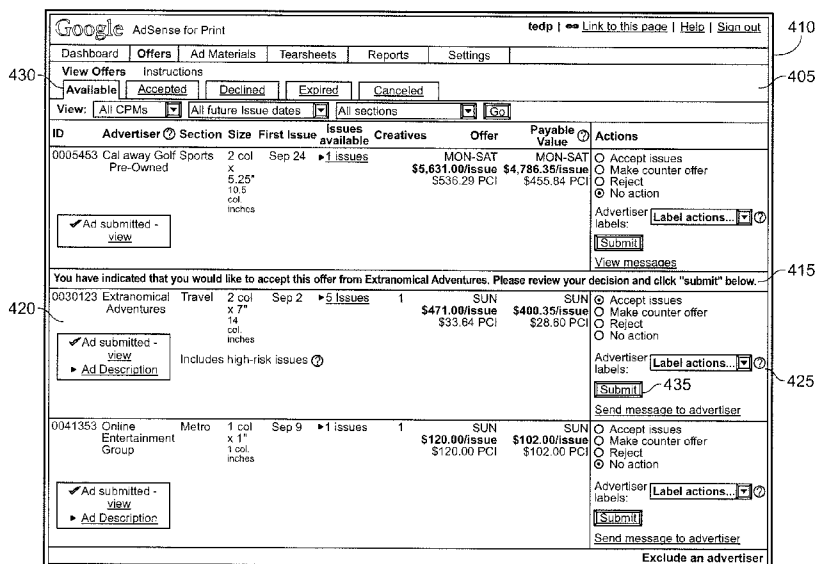 Google AdSense for Print
tedp | Link to this page | Help | Sign out
410
Dashboard Offers Ad Materials Tearsheets Reports Settings
430
View Offers Instructions
405
Available Accepted Declined Expired Canceled
View: All CPMs All future Issue dates All sections Go
ID Advertiser ? Section Size First Issue Issues available Creatives Offer Payable Value ? Actions
0005453 Cal away Golf Pre-Owned Sports 2 col x 5.25" 10.5 col. inches Sep 24 ▸1 issues
MON-SAT $5,631.00/issue $536.29 PCI
MON-SAT $4,786.35/issue $455.84 PCI
Accept issues
Make counter offer
Reject
No action
Advertiser labels: Label actions... ?
✔Ad submitted -
view
Submit
View messages
You have indicated that you would like to accept this offer from Extranomical Adventures. Please review your decision and click "submit" below.
415
420
0030123 Extranomical Adventures Travel 2 col x 7" 14 col. inches Sep 2 ▸5 Issues 1
SUN $471.00/issue $33.64 PCI
SUN $400.35/issue $28.60 PCI
Accept issues
Make counter offer
Reject
No action
✔Ad submitted -
view
▸ Ad Description
Includes high-risk issues ?
Advertiser labels: Label actions... ?
425
Submit
435
Send message to advertiser
0041353 Online Entertainment Group Metro 1 col x 1" 1 col. inches Sep 9 ▸1 issues 1
SUN $120.00/issue $120.00 PCI
SUN $102.00/issue $102.00 PCI
Accept issues
Make counter offer
Reject
No action
✔Ad submitted -
view
▸ Ad Description
Advertiser labels: Label actions... ?
Submit
Send message to advertiser
Exclude an advertiser